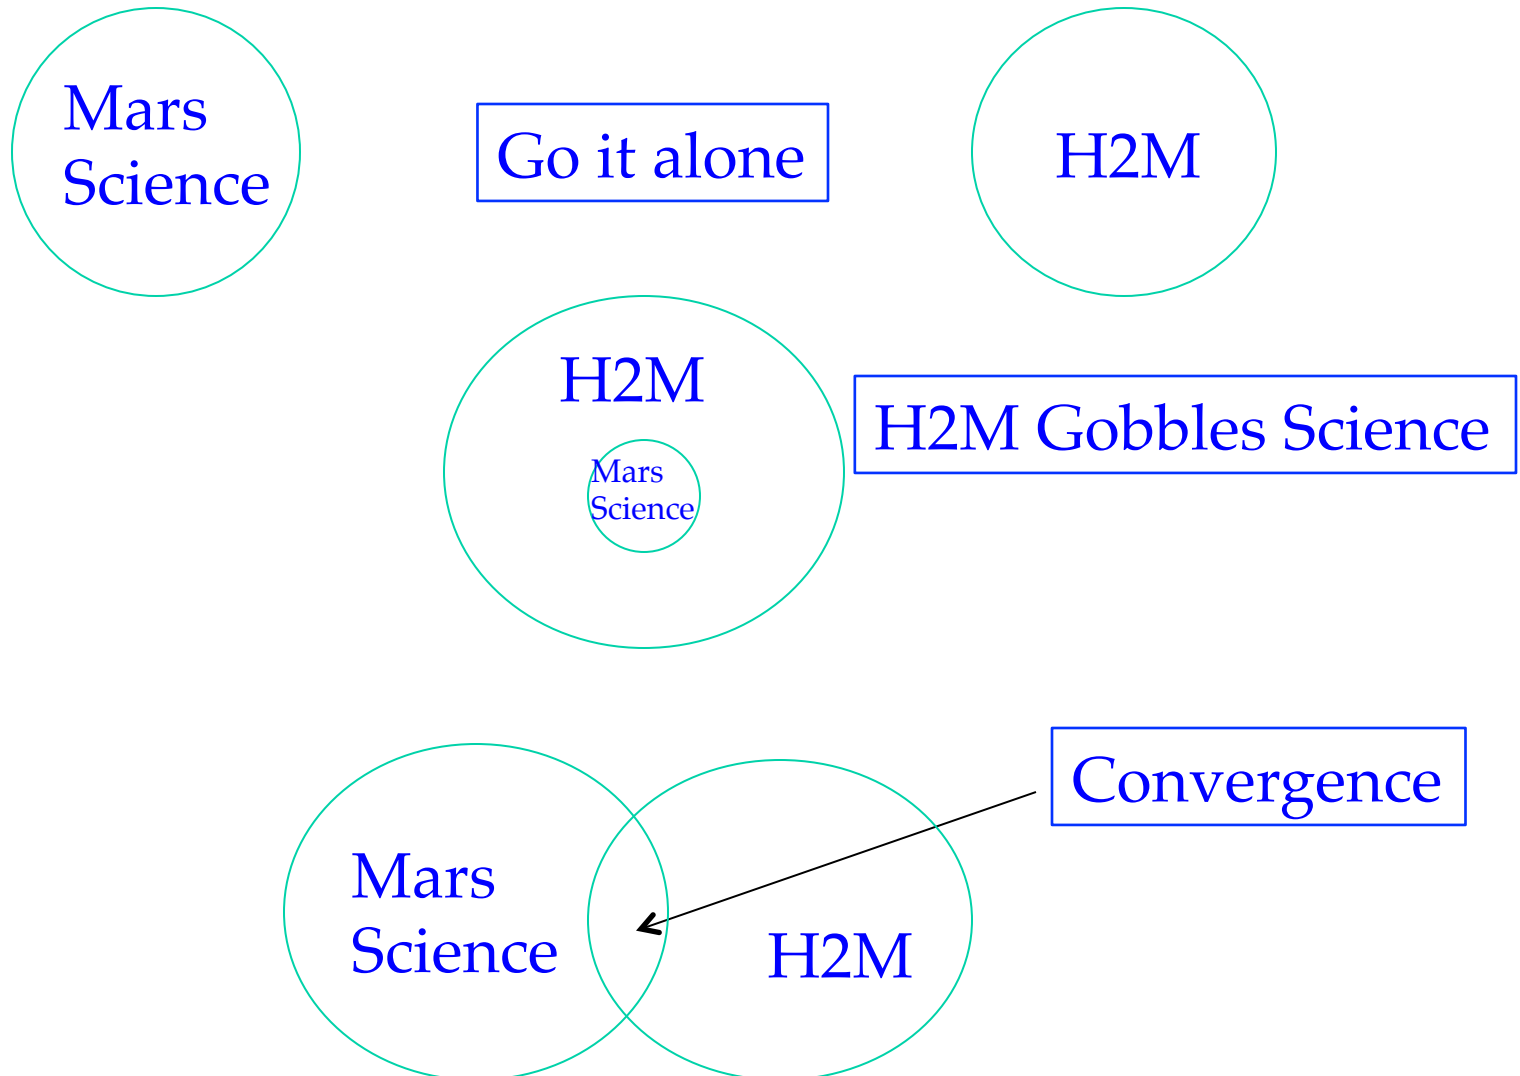 Mars
Science
Go it alone
H2M
H2M
Mars
Science
H2M Gobbles Science
Convergence
Mars
Science
H2M